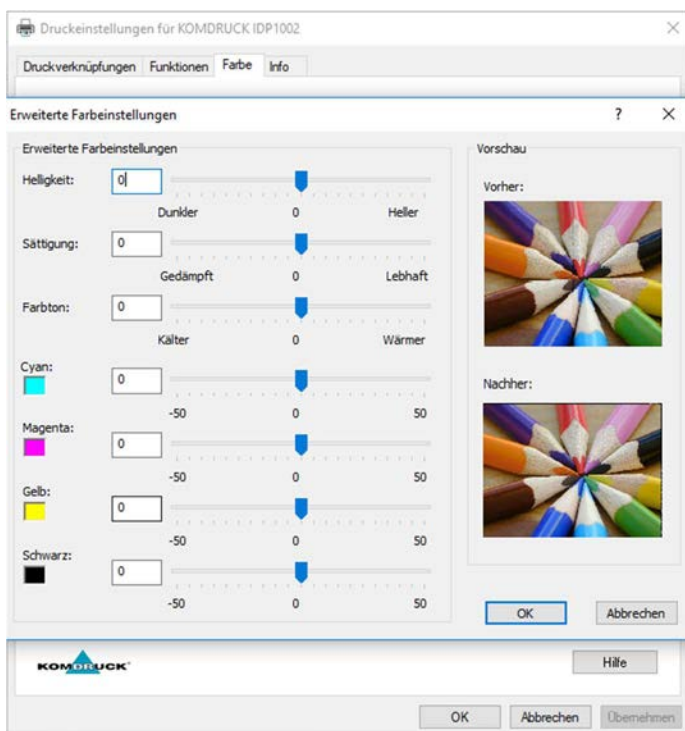 Druckeinstellungen für KOMDRUCK IDP1002
Druckverknüpfungen Funktionen Farbe Info
Erweiterte Farbeinstellungen ?
Erweiterte Farbeinstellungen
Helligkeit: 0
Dunkler 0 Heller
Sättigung: 0
Gedämpft 0 Lebhaft
Farbton: 0
Kälter 0 Wärmer
Cyan: 0
-50 0 50
Magenta: 0
-50 0 50
Gelb: 0
-50 0 50
Schwarz: 0
-50 0 50
Vorschau
Vorher:
Nachher:
OK Abbrechen
KOMDRUCK Hilfe
OK Abbrechen Übernehmen